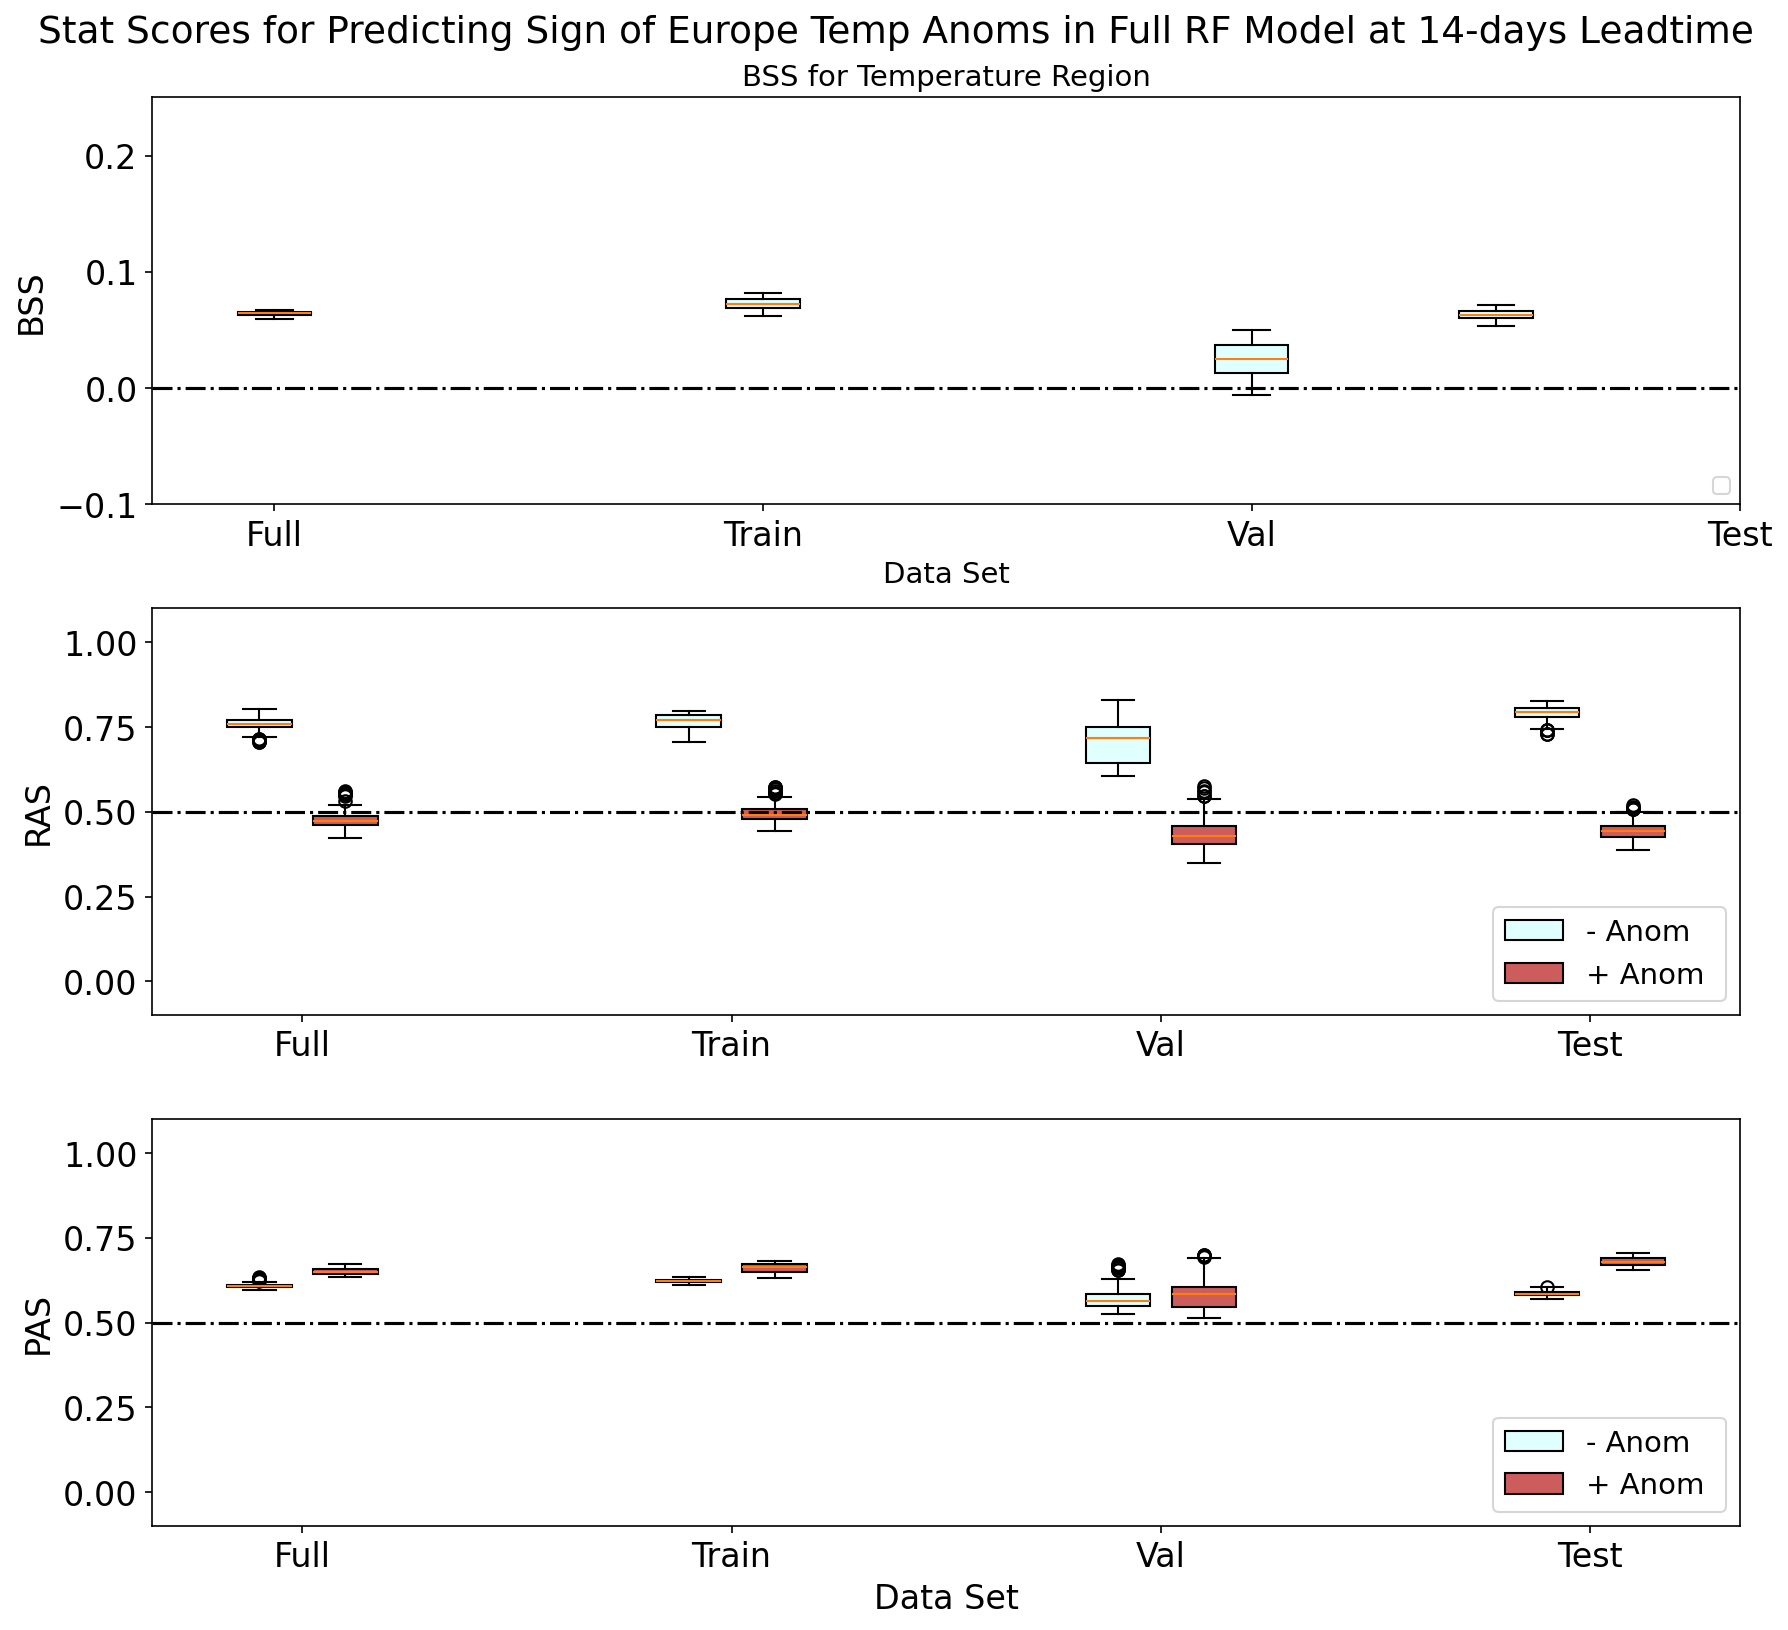 Stat Scores for Predicting Sign of Europe Temp Anoms in Full RF Model at 14-days Leadtime
BSS for Temperature Region
BSS
0.2
0.1
0.0
−0.1
Full Train Val Test
Data Set
RAS
1.00
0.75
0.50
0.25
0.00
- Anom
+ Anom
Full Train Val Test
PAS
1.00
0.75
0.50
0.25
0.00
- Anom
+ Anom
Full Train Val Test
Data Set